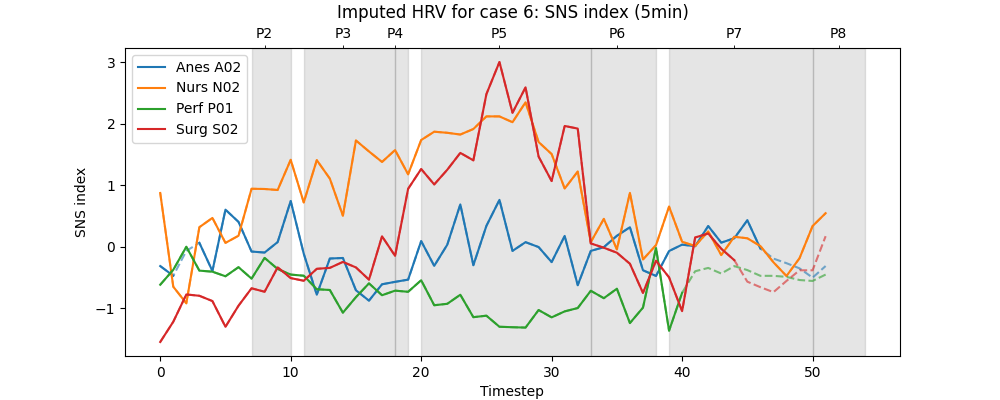 Imputed HRV for case 6: SNS index (5min)
P2 P3 P4 P5 P6 P7 P8
Anes A02
Nurs N02
Perf P01
Surg S02
SNS index
3
2
1
0
−1
0 10 20 30 40 50
Timestep